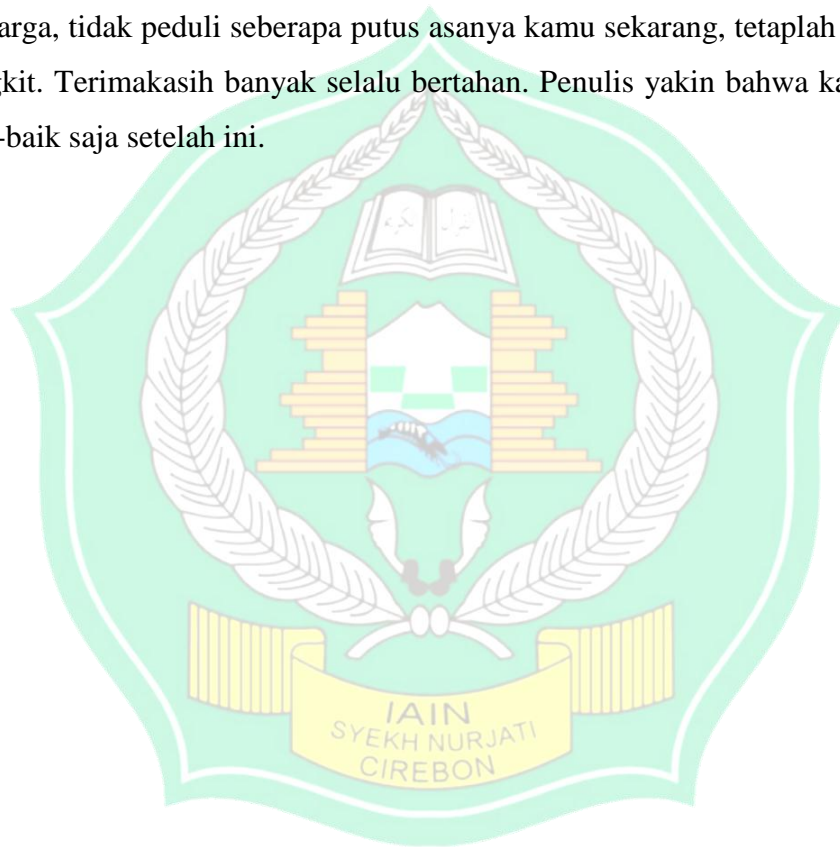 arga, tidak peduli seberapa putus asanya kamu sekarang, tetaplah
gkit. Terimakasih banyak selalu bertahan. Penulis yakin bahwa ka
-baik saja setelah ini.
IAIN
SYEKH NURJATI
CIREBON